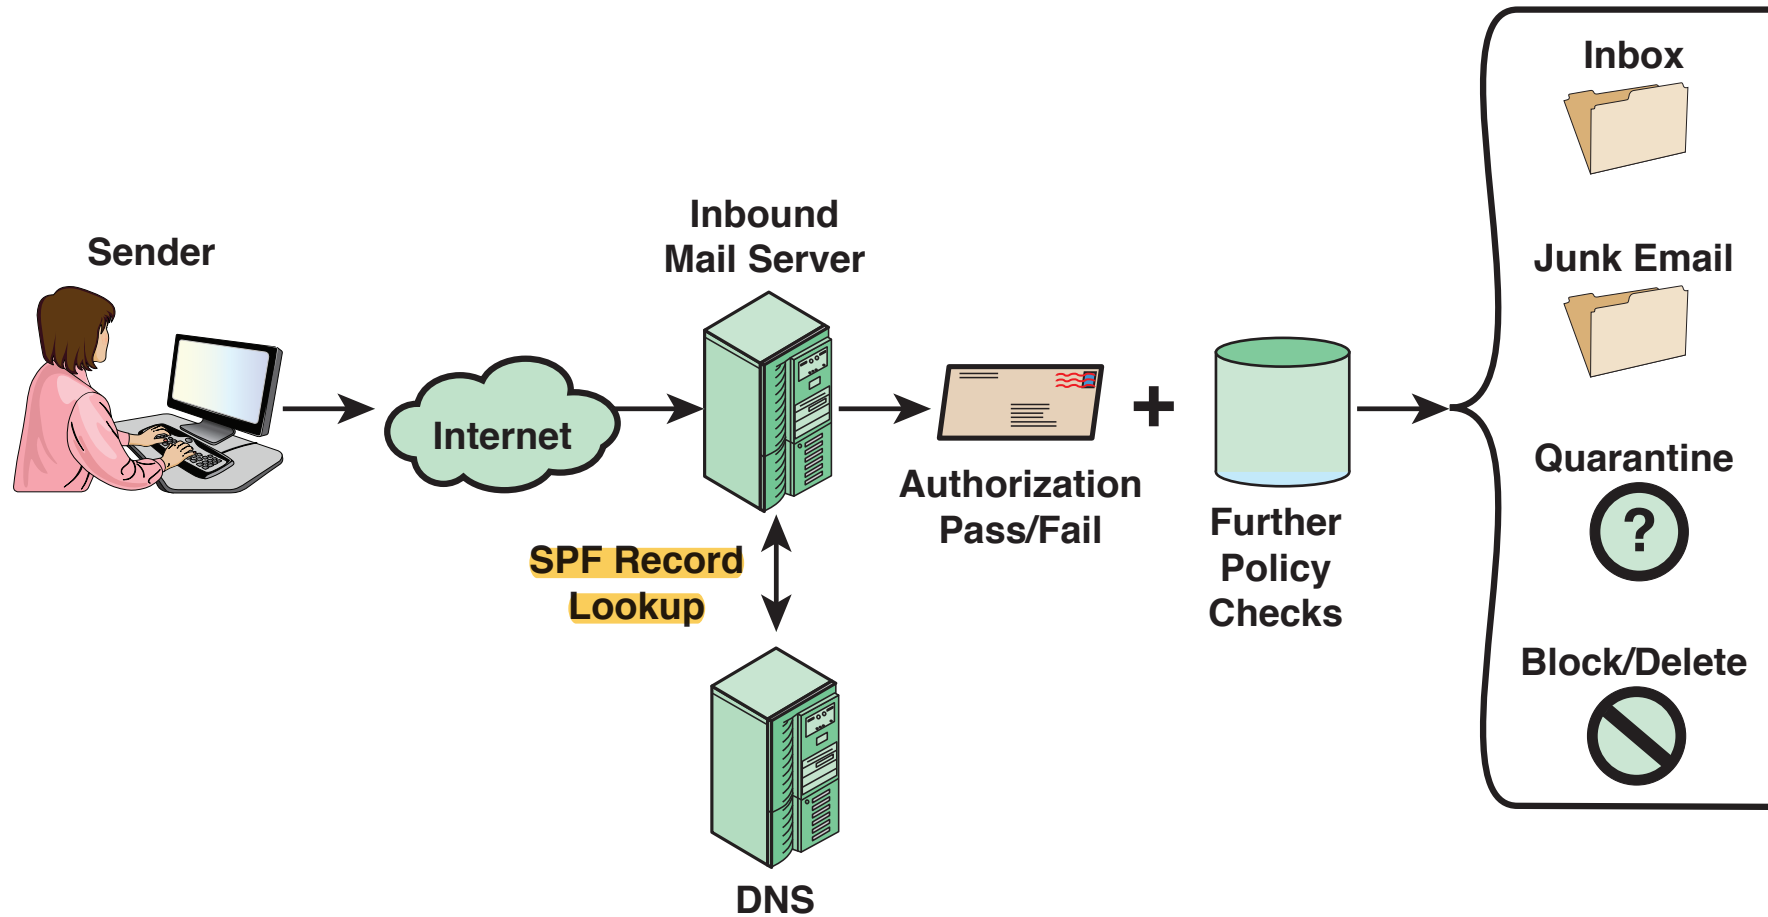 Sender
Internet
Inbound
Mail Server
SPF Record
Lookup
DNS
Authorization
Pass/Fail
+
Further
Policy
Checks
Inbox
Junk Email
Quarantine
?
Block/Delete